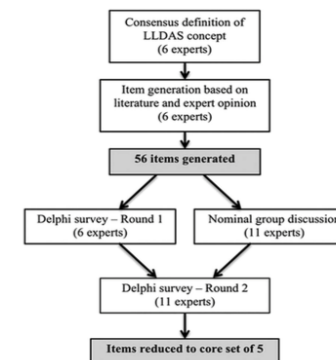 Consensus definition of
LLDAS concept
(6 experts)
Item generation based on
literature and expert opinion
(6 experts)
56 items generated
Delphi survey – Round 1
(6 experts)
Nominal group discussion
(11 experts)
Delphi survey – Round 2
(11 experts)
Items reduced to core set of 5